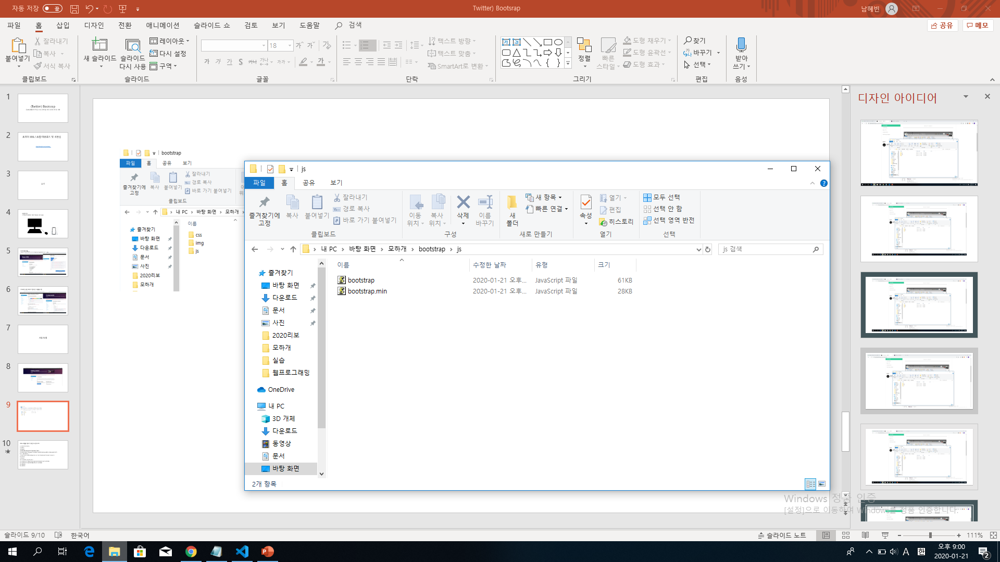 자동 저장 끔
Twitter) Bootsrap
남혜빈
파일 홈 삽입 디자인 전환 애니메이션 슬라이드 쇼 검토 보기 도움말 검색
공유 메모
붙여넣기 잘라내기 복사 서식 복사
클립보드
새 슬라이드 슬라이드 다시 사용 레이아웃 다시 설정 구역
슬라이드
18
가 가 가 S 가나 가나 가가 가
글꼴
텍스트 방향
텍스트 맞춤
SmartArt로 변환
단락
정렬 빠른 스타일
도형 채우기
도형 윤곽선
도형 효과
그리기
찾기
바꾸기
선택
편집
받아쓰기
음성
1
(Twitter) Bootsrap
2
3
4
5
6
7
8
9
10
bootstrap
파일 홈 공유 보기
즐겨찾기에 고정 복사 붙여넣기 잘라내기
경로 복사
바로 가기 붙여넣기
클립보드
내 PC 바탕 화면 모하개
이름
즐겨찾기
바탕 화면
다운로드
문서
사진
2020리보
모하개
css
img
js
js
파일 홈 공유 보기
즐겨찾기에 고정 복사 붙여넣기
잘라내기
경로 복사
바로 가기 붙여넣기
클립보드
이동 위치 복사 위치 삭제 이름 바꾸기
구성
새 폴더 새 항목
빠른 연결
새로 만들기
속성 열기
편집
히스토리
열기
모두 선택
선택 안 함
선택 영역 반전
선택
내 PC 바탕 화면 모하개 bootstrap js
js 검색
이름 수정한 날짜 유형 크기
bootstrap 2020-01-21 오후... JavaScript 파일 61KB
bootstrap.min 2020-01-21 오후... JavaScript 파일 28KB
즐겨찾기
바탕 화면
다운로드
문서
사진
2020리보
모하개
실습
웹프로그래밍
OneDrive
내 PC
3D 개체
다운로드
동영상
문서
바탕 화면
2개 항목
디자인 아이디어
Windows 정품 인증
[설정]으로 이동하여 Windows를 정품 인증합니다.
슬라이드 9/10 한국어
슬라이드 노트
111%
A 한
오후 9:00
2020-01-21
2